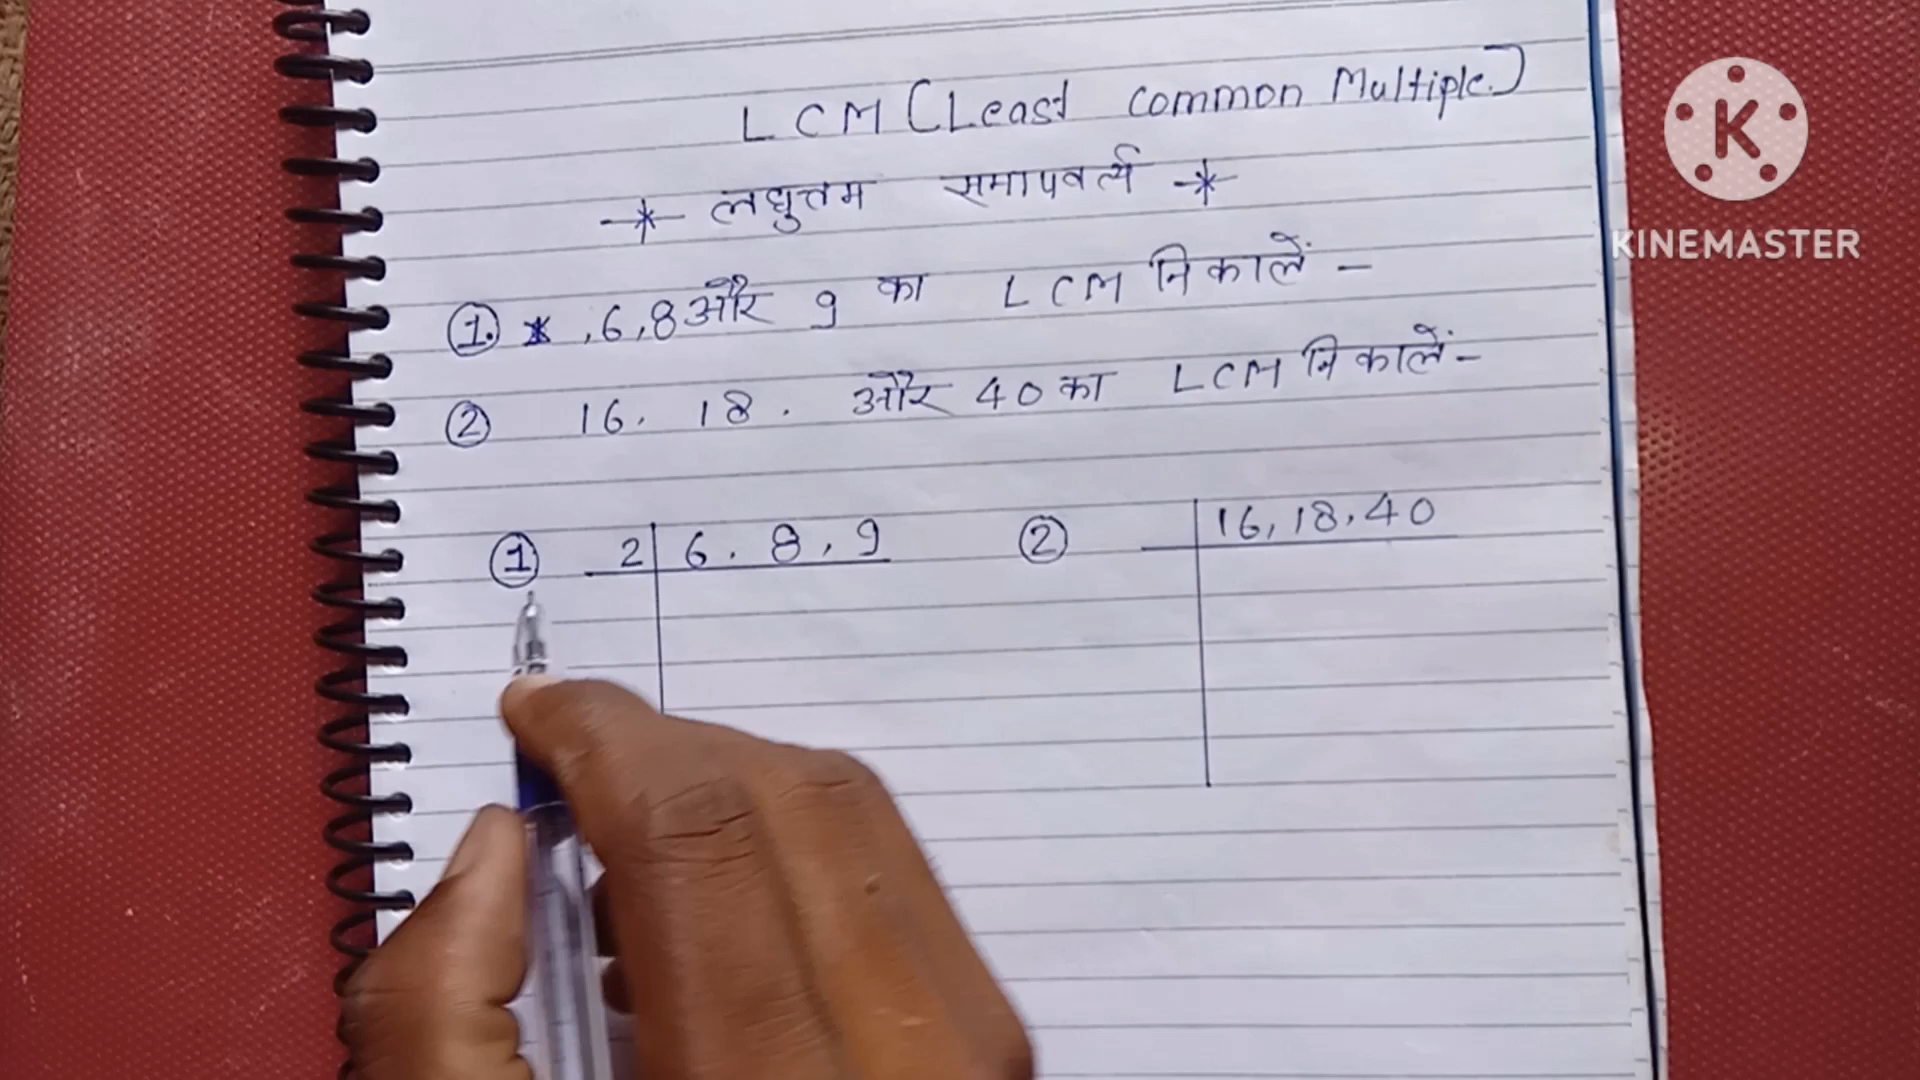 LCM (Least common Multiple.)
लघुत्तम समापवर्त्य
1. * , 6, 8 और 9 का LCM निकालें -
2 16. 18. और 40 का LCM निकालें -
1 2 6. 8, 9
2 16, 18, 40
K
KINEMASTER